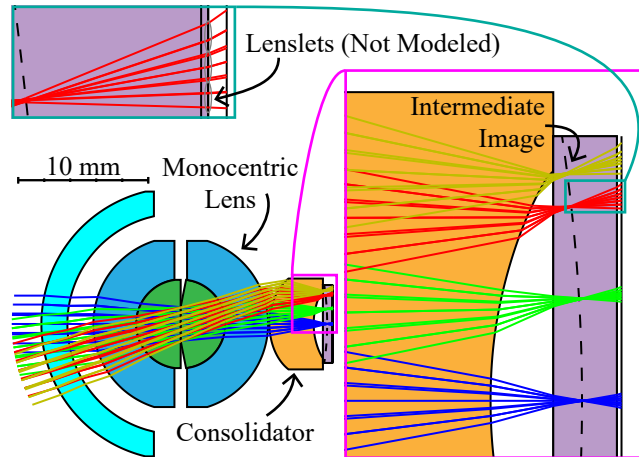 Lenslets (Not Modeled)
Intermediate
Image
10 mm
Monocentric
Lens
Consolidator